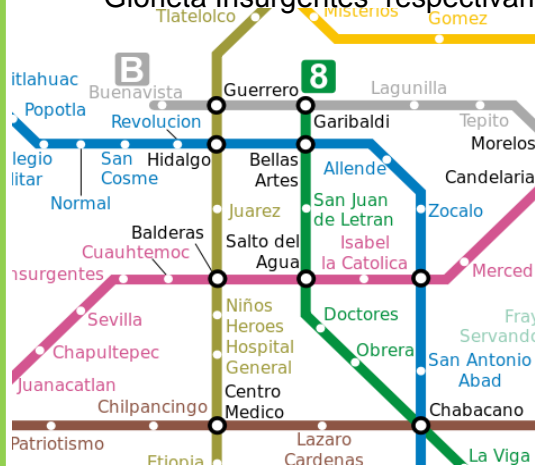 Glorieta Insurgentes respectivam
Tlatelolco
Misterios
Gomez
itlahuac
B
8
Buenavista
Guerrero
Lagunilla
Popotla
Revolucion
Garibaldi
Tepito
Morelos
legio
litar
San
Cosme
Hidalgo
Bellas
Artes
Allende
Candelaria
Normal
Juarez
San Juan
de Letran
Zocalo
Balderas
Cuauhtemoc
Salto del
Agua
Isabel
la Catolica
nsurgentes
Merced
Sevilla
Niños
Heroes
Doctores
Fray
Servando
Chapultepec
Hospital
General
Obrera
San Antonio
Abad
Juanacatlan
Centro
Medico
Chilpancingo
Chabacano
Patriotismo
Lazaro
Cardenas
Etiopia
La Viga